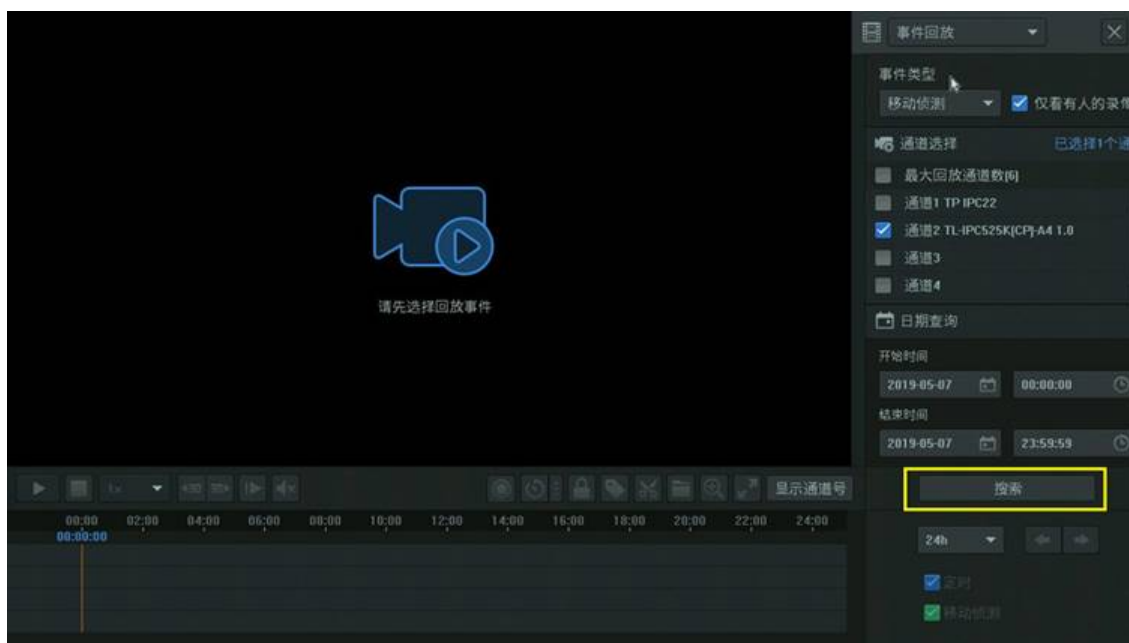 事件回放
事件类型
移动侦测
仅看有人的录像
通道选择
已选择1个通
最大回放通道数[6]
通道1 TP IPC22
通道2 TL-IPC525K(CP)-A4 1.0
通道3
通道4
请先选择回放事件
日期查询
开始时间
2019-05-07 00:00:00
结束时间
2019-05-07 23:59:59
1x
显示通道号
搜索
00:00 02:00 04:00 06:00 08:00 10:00 12:00 14:00 16:00 18:00 20:00 22:00 24:00
00:00:00
24h
定时
移动侦测